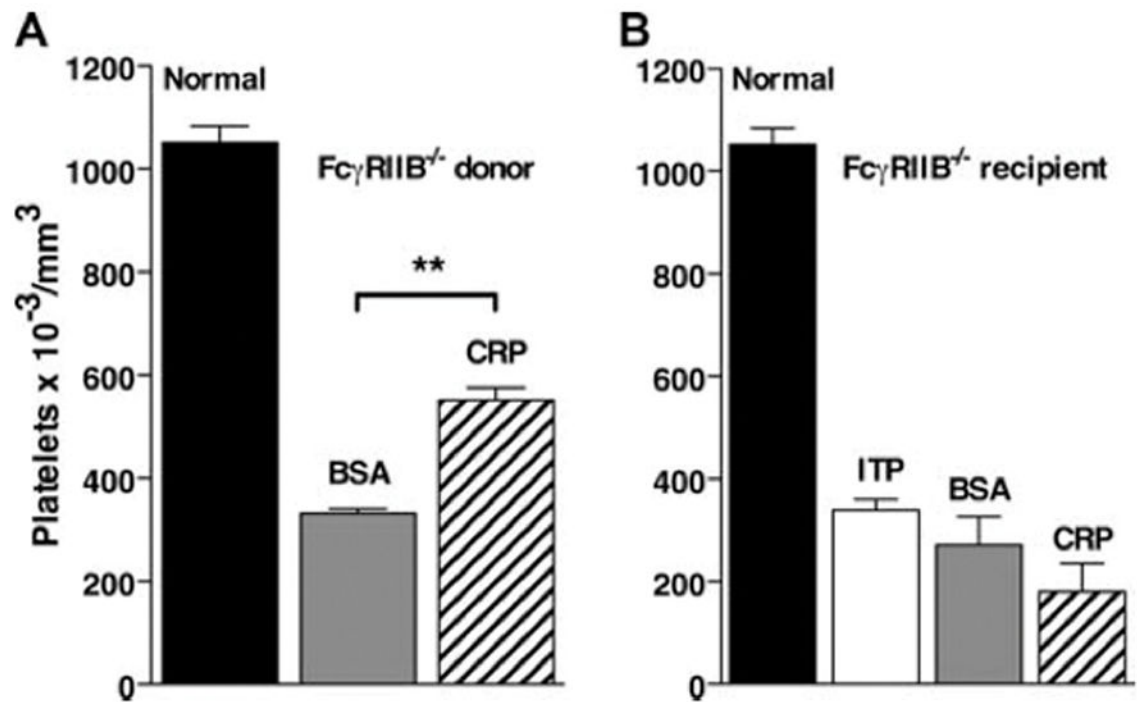 A
Platelets x 10⁻³/mm³
1200
1000
800
600
400
200
0
Normal
FcγRIIB⁻/⁻ donor
**
CRP
BSA
B
1200
1000
800
600
400
200
0
Normal
FcγRIIB⁻/⁻ recipient
ITP
BSA
CRP